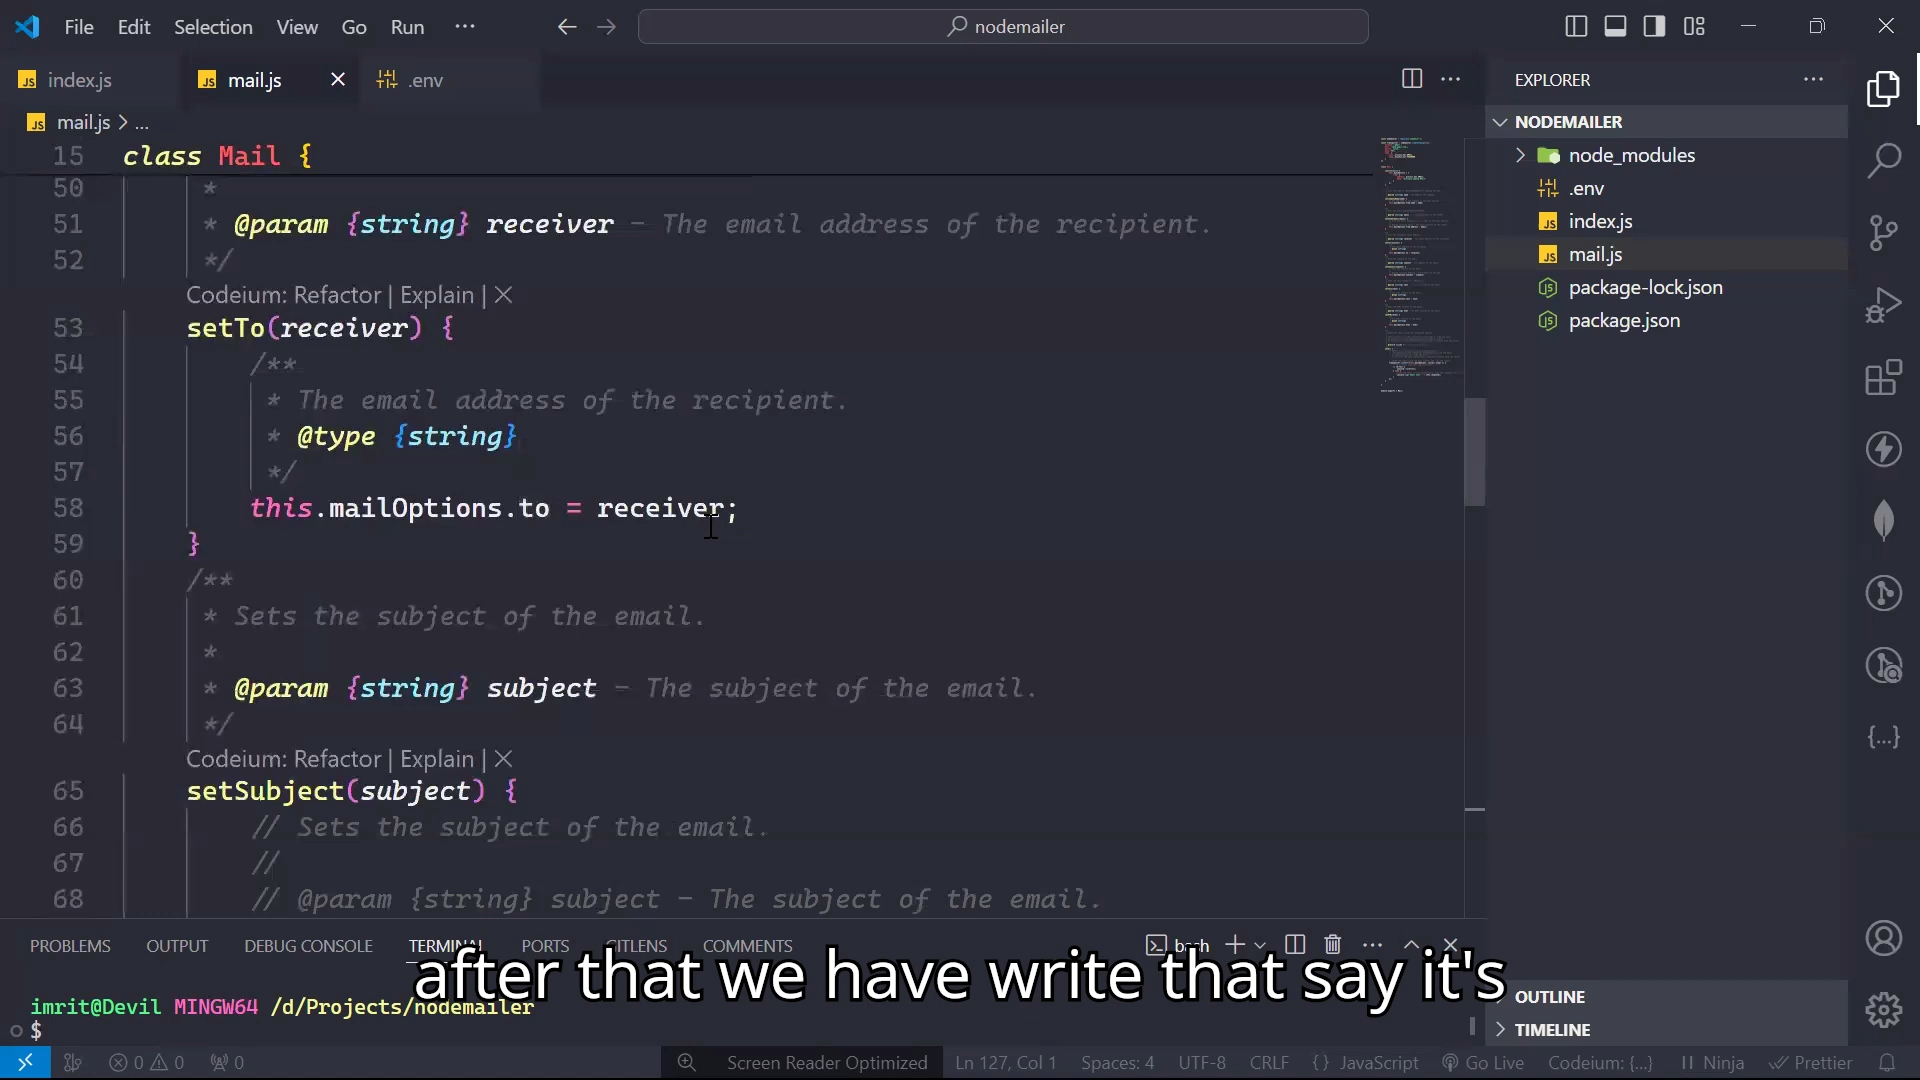 File Edit Selection View Go Run ··· nodemailer
index.js mail.js .env
mail.js > ...
15 class Mail {
50 *
51 * @param {string} receiver - The email address of the recipient.
52 */
Codeium: Refactor | Explain | X
53 setTo(receiver) {
54 /**
55 * The email address of the recipient.
56 * @type {string}
57 */
58 this.mailOptions.to = receiver;
59 }
60 /**
61 * Sets the subject of the email.
62 *
63 * @param {string} subject - The subject of the email.
64 */
Codeium: Refactor | Explain | X
65 setSubject(subject) {
66 // Sets the subject of the email.
67 //
68 // @param {string} subject - The subject of the email.
EXPLORER
NODEMAILER
node_modules
.env
index.js
mail.js
package-lock.json
package.json
OUTLINE
TIMELINE
PROBLEMS OUTPUT DEBUG CONSOLE TERMINAL PORTS GITLENS COMMENTS bash
after that we have write that say it's
imrit@Devil MINGW64 /d/Projects/nodemailer
$
0 0 0 Screen Reader Optimized Ln 127, Col 1 Spaces: 4 UTF-8 CRLF {} JavaScript Go Live Codeium: {...} Ninja Prettier